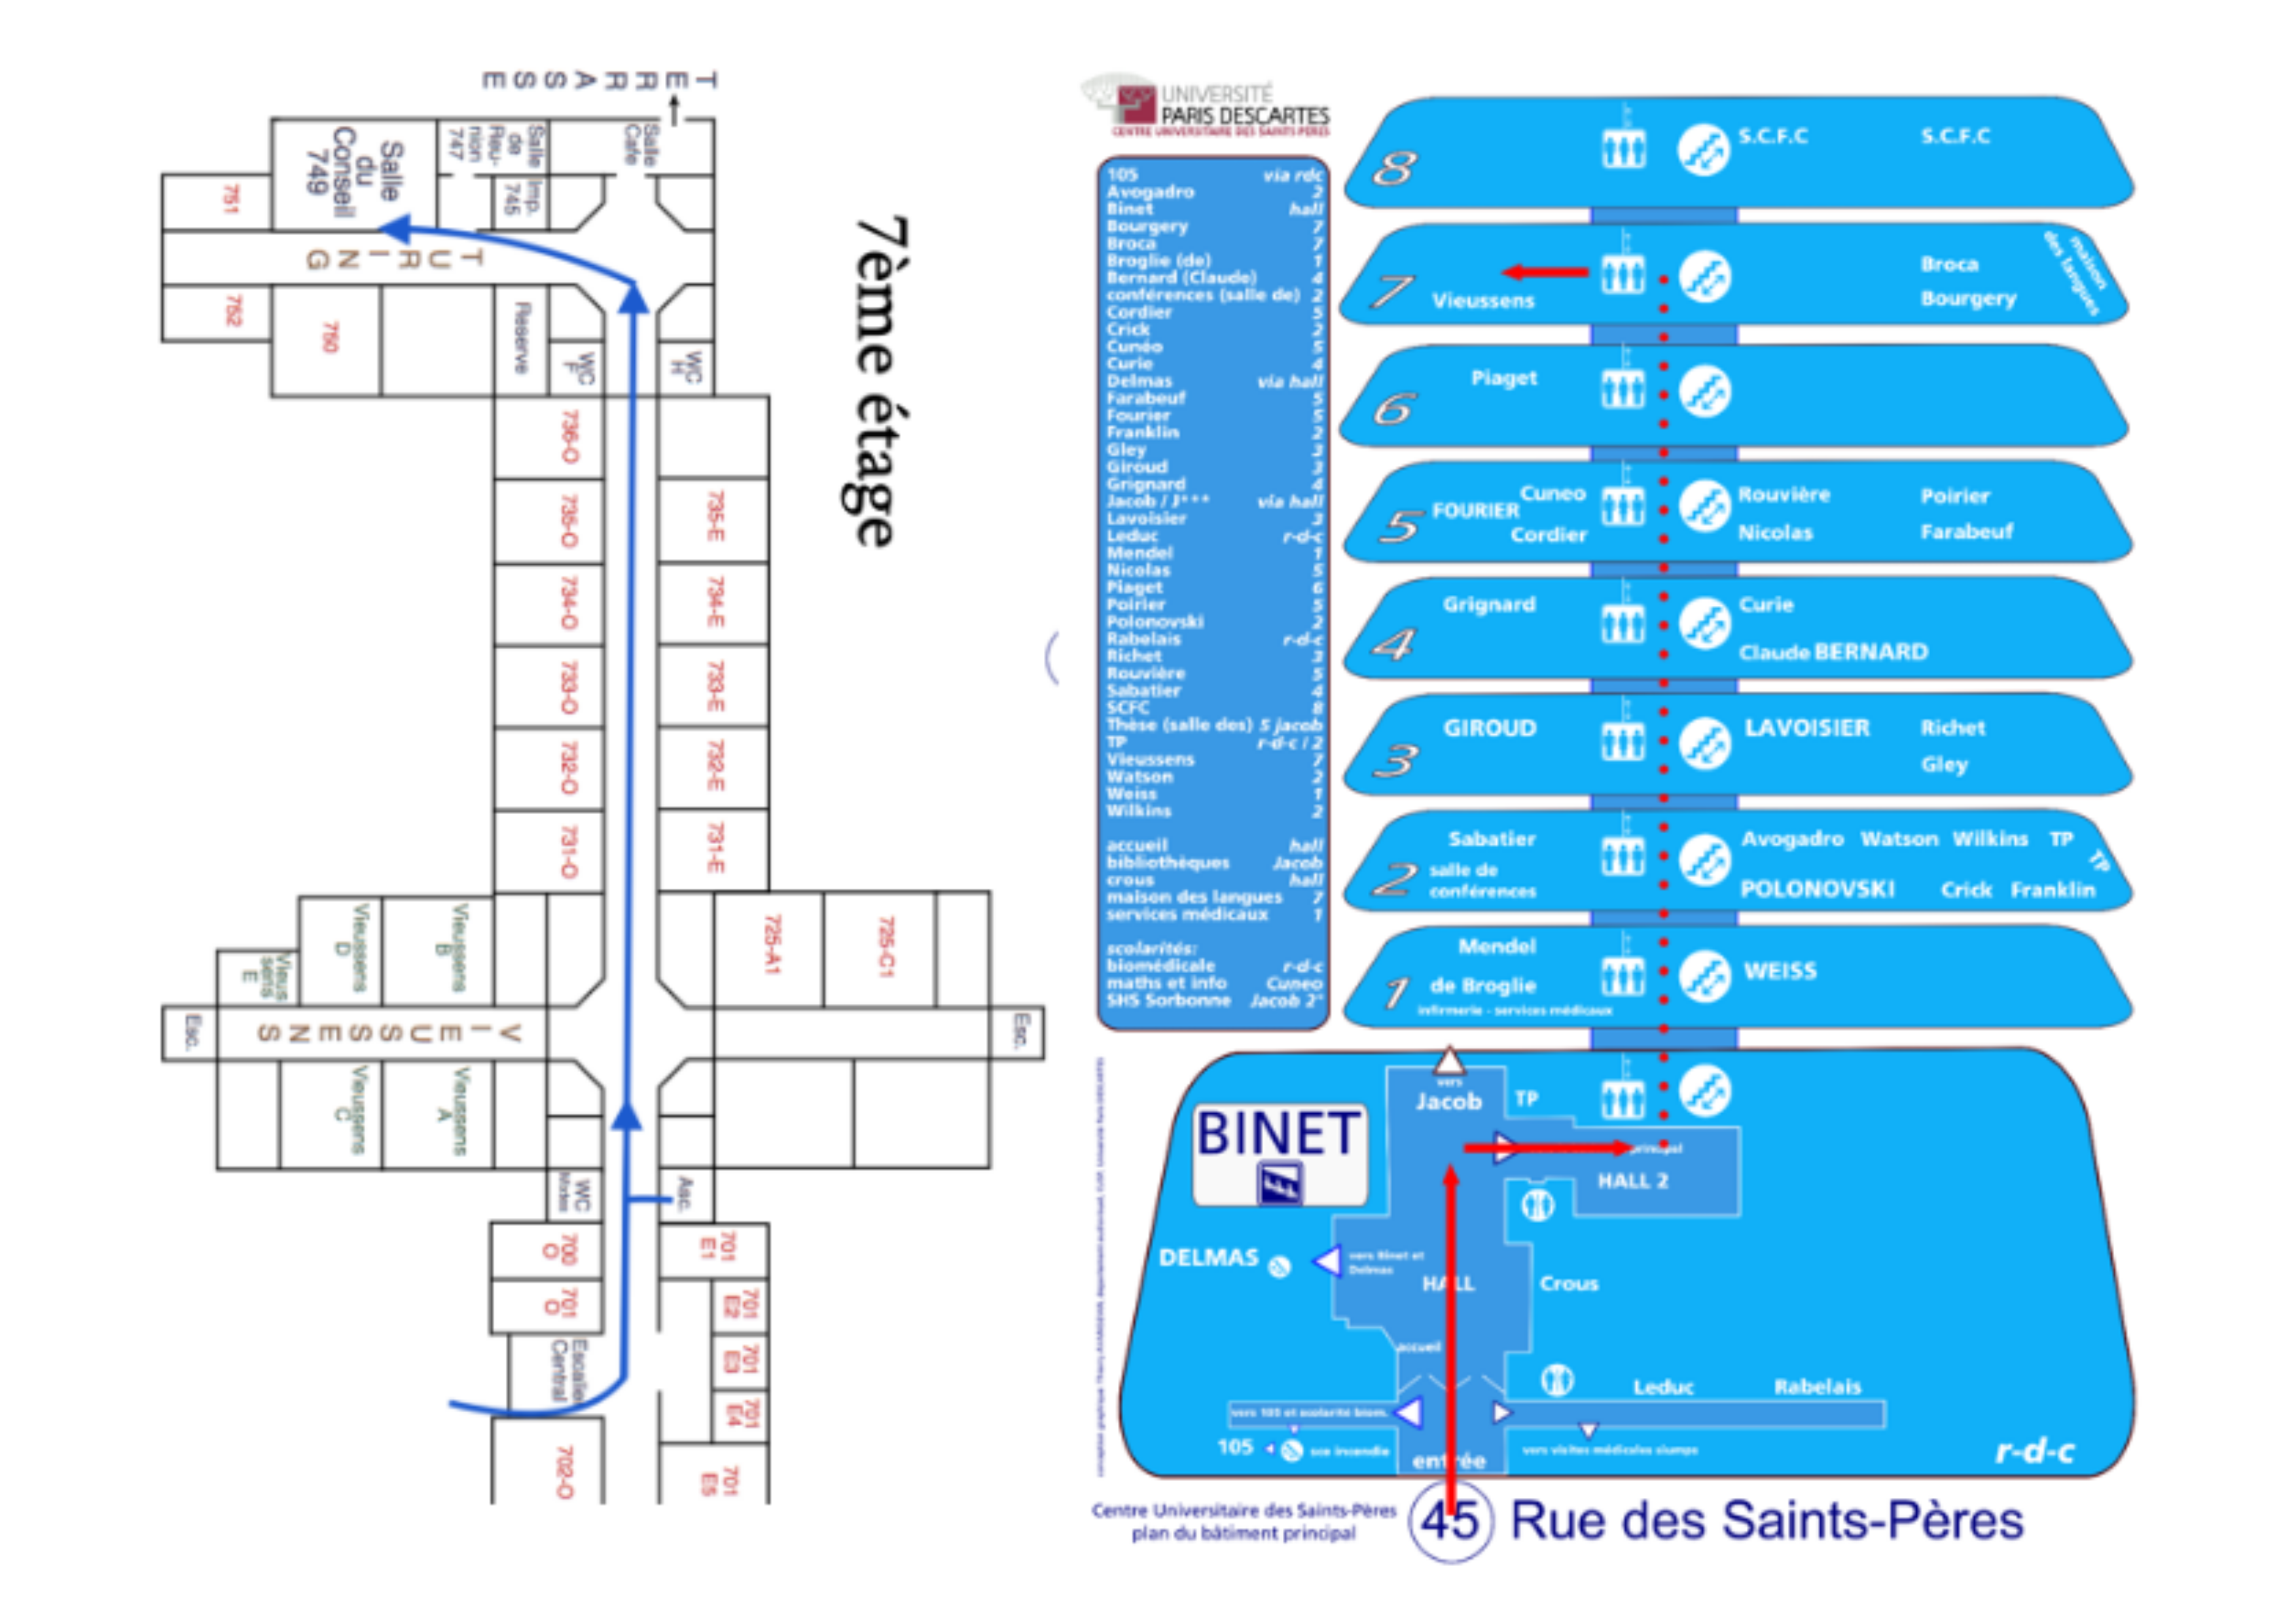 TERRASSE
Salle
du
Conseil
749
Salle
de
Reu-
nion
747
Imp.
745
Salle
Cafe
751
TURING
752
750
Reserve
WC
F
WC
H
7ème étage
736-O
735-O
735-E
734-O
734-E
733-O
733-E
732-O
732-E
731-O
731-E
Vieussens
D
Vieussens
B
Vieus
sens
E
725-A1
725-C1
Esc.
VIEUSSENS
Esc.
Vieussens
C
Vieussens
A
WC
Asc.
700
O
701
E1
701
O
701
E2
Escalier
Central
701
E3
701
E4
702-O
701
E5
UNIVERSITÉ
PARIS DESCARTES
CENTRE UNIVERSITAIRE DES SAINTS-PÈRES
105 via rdc
Avogadro 2
Binet hall
Bourgery 7
Broca 7
Broglie (de) 1
Bernard (Claude) 4
conférences (salle de) 2
Cordier 5
Crick 2
Cunéo 5
Curie 4
Delmas via hall
Farabeuf 5
Fourier 5
Franklin 2
Gley 3
Giroud 3
Grignard 4
Jacob / J*** via hall
Lavoisier 3
Leduc r-d-c
Mendel 1
Nicolas 5
Piaget 6
Poirier 5
Polonovski 2
Rabelais r-d-c
Richet 3
Rouvière 5
Sabatier 4
SCFC 8
Thèse (salle des) 5 jacob
TP r-d-c / 2
Vieussens 7
Watson 2
Weiss 1
Wilkins 2
accueil hall
bibliothèques Jacob
crous hall
maison des langues 7
services médicaux 1
scolarités:
biomédicale r-d-c
maths et info Cuneo
SHS Sorbonne Jacob 2°
8
S.C.F.C S.C.F.C
7
Vieussens
Broca
Bourgery
maison
des langues
6
Piaget
5
FOURIER
Cuneo
Cordier
Rouvière Poirier
Nicolas Farabeuf
4
Grignard
Curie
Claude BERNARD
3
GIROUD
LAVOISIER
Richet
Gley
2
Sabatier
salle de
conférences
Avogadro Watson Wilkins TP
TP
POLONOVSKI Crick Franklin
1
Mendel
de Broglie
infirmerie - services médicaux
WEISS
vers
Jacob
TP
BINET
principal
HALL 2
DELMAS
vers Binet et
Delmas
HALL
Crous
accueil
Leduc Rabelais
vers 105 et scolarité biom.
105
sce incendie
entrée
vers visites médicales siumps
r-d-c
Centre Universitaire des Saints-Pères
plan du bâtiment principal
45 Rue des Saints-Pères